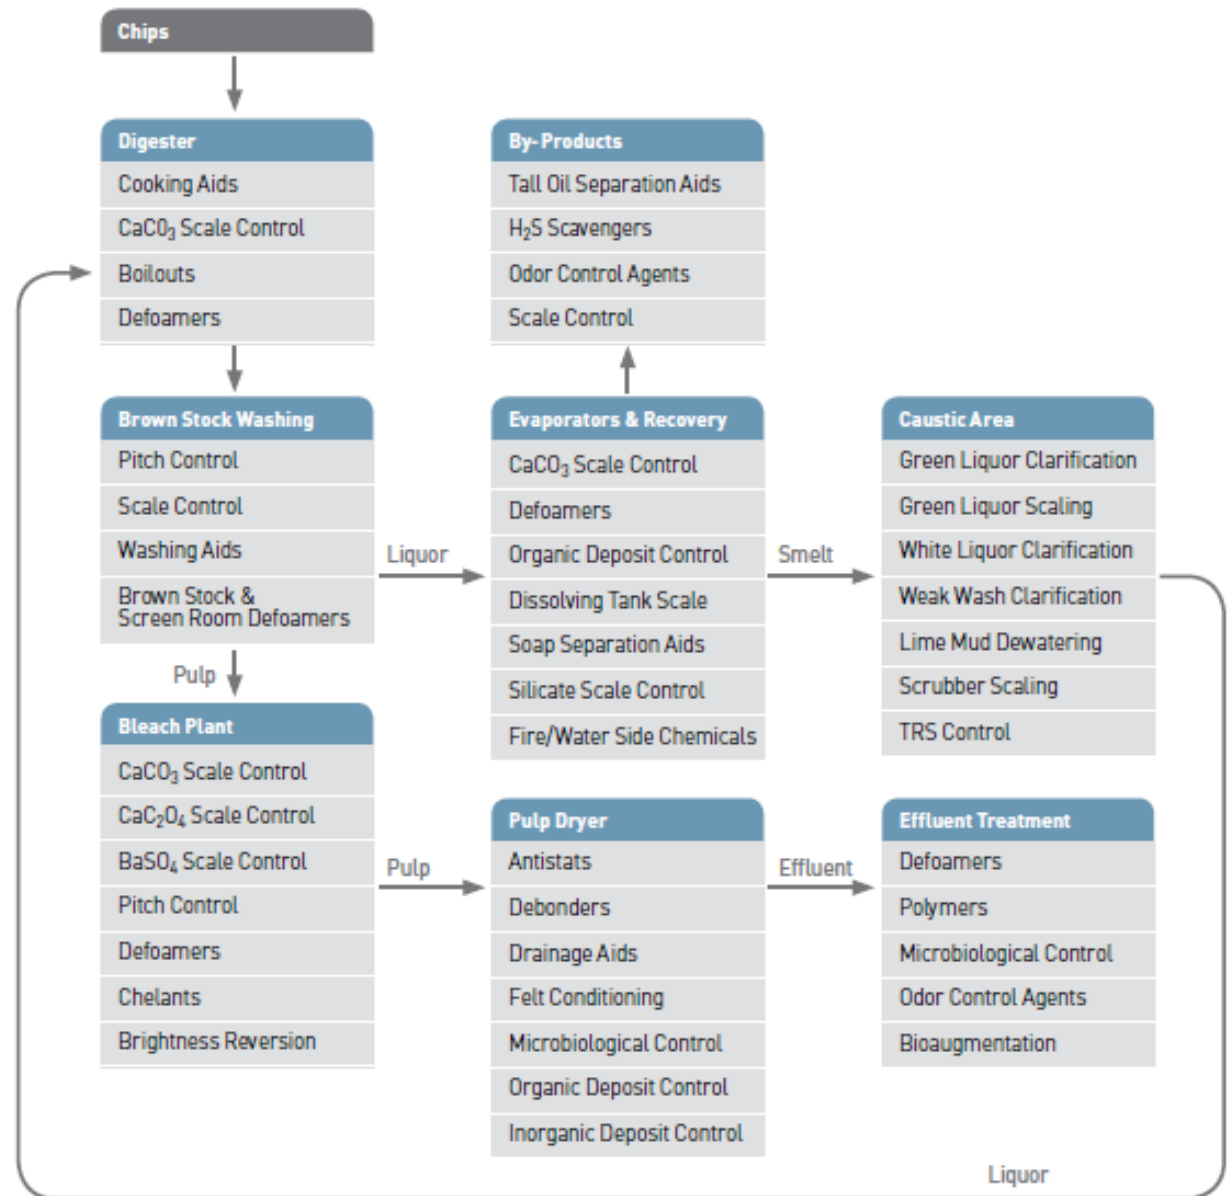 Chips
Digester
Cooking Aids
CaC0₃ Scale Control
Boilouts
Defoamers
By-Products
Tall Oil Separation Aids
H₂S Scavengers
Odor Control Agents
Scale Control
Brown Stock Washing
Pitch Control
Scale Control
Washing Aids
Brown Stock &
Screen Room Defoamers
Liquor
Evaporators & Recovery
CaCO₃ Scale Control
Defoamers
Organic Deposit Control
Dissolving Tank Scale
Soap Separation Aids
Silicate Scale Control
Fire/Water Side Chemicals
Smelt
Caustic Area
Green Liquor Clarification
Green Liquor Scaling
White Liquor Clarification
Weak Wash Clarification
Lime Mud Dewatering
Scrubber Scaling
TRS Control
Pulp
Bleach Plant
CaCO₃ Scale Control
CaC₂O₄ Scale Control
BaSO₄ Scale Control
Pitch Control
Defoamers
Chelants
Brightness Reversion
Pulp
Pulp Dryer
Antistats
Debonders
Drainage Aids
Felt Conditioning
Microbiological Control
Organic Deposit Control
Inorganic Deposit Control
Effluent
Effluent Treatment
Defoamers
Polymers
Microbiological Control
Odor Control Agents
Bioaugmentation
Liquor